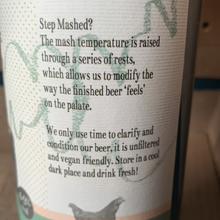 Step Mashed?
The mash temperature is raised
through a series of rests,
which allows us to modify the
way the finished beer 'feels'
on the palate.
We only use time to clarify and
condition our beer, it is unfiltered
and vegan friendly. Store in a cool
dark place and drink fresh!